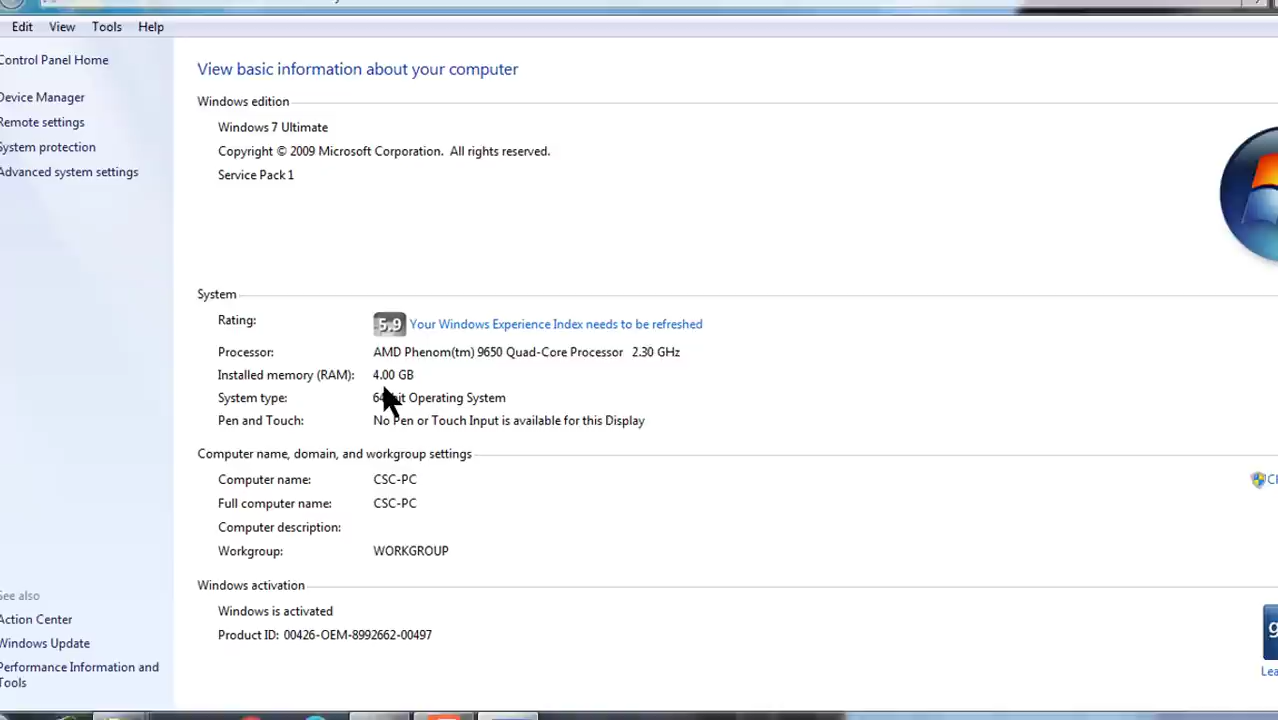 Edit View Tools Help
Control Panel Home
Device Manager
Remote settings
System protection
Advanced system settings
View basic information about your computer
Windows edition
Windows 7 Ultimate
Copyright © 2009 Microsoft Corporation. All rights reserved.
Service Pack 1
System
Rating: 5.9 Your Windows Experience Index needs to be refreshed
Processor: AMD Phenom(tm) 9650 Quad-Core Processor 2.30 GHz
Installed memory (RAM): 4.00 GB
System type: 64-bit Operating System
Pen and Touch: No Pen or Touch Input is available for this Display
Computer name, domain, and workgroup settings
Computer name: CSC-PC
Full computer name: CSC-PC
Computer description:
Workgroup: WORKGROUP
Windows activation
Windows is activated
Product ID: 00426-OEM-8992662-00497
See also
Action Center
Windows Update
Performance Information and
Tools